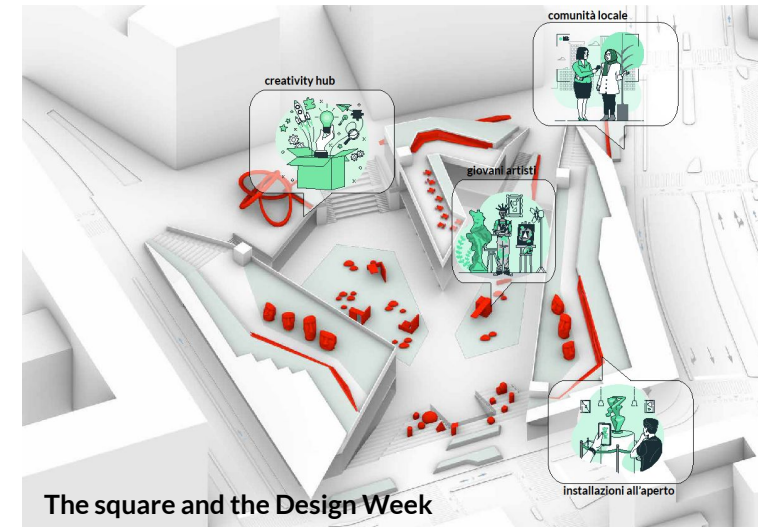 comunità locale
creativity hub
giovani artisti
installazioni all'aperto
The square and the Design Week